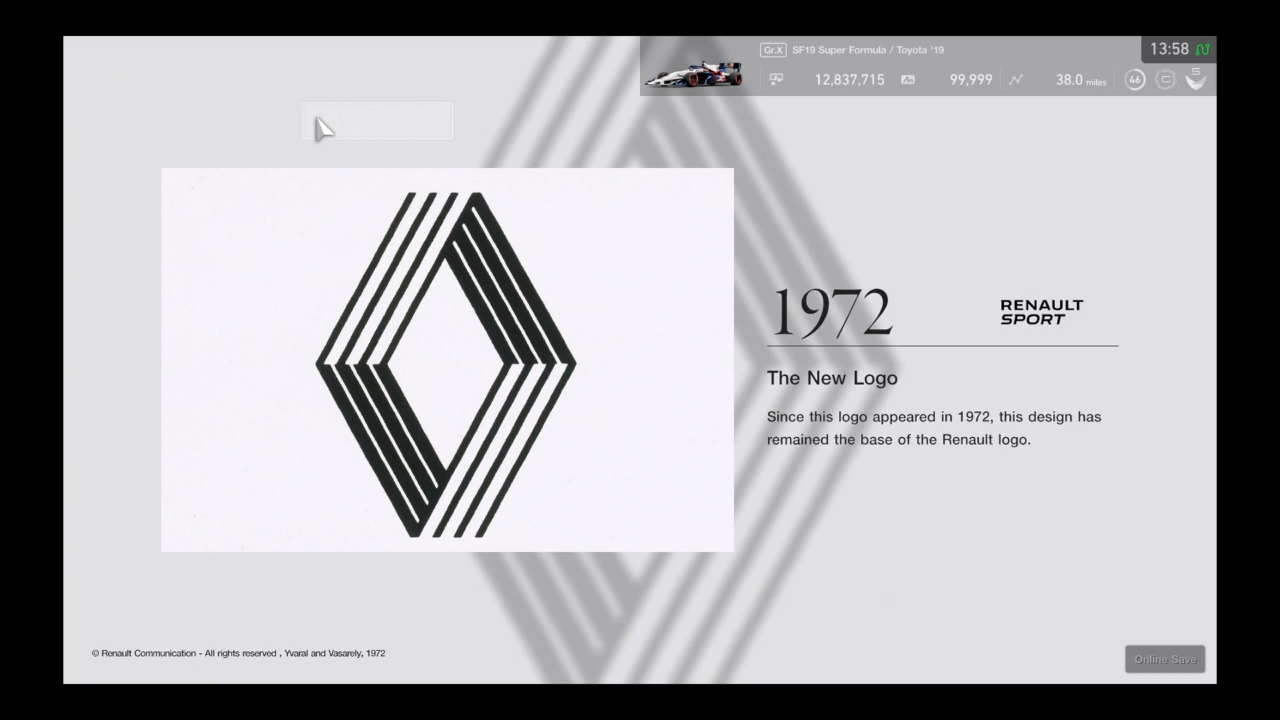 Gr.X SF19 Super Formula / Toyota '19
13:58
12,837,715 99,999 38.0 miles 46 C S
1972
RENAULT
SPORT
The New Logo
Since this logo appeared in 1972, this design has
remained the base of the Renault logo.
© Renault Communication - All rights reserved , Yvaral and Vasarely, 1972
Online Save